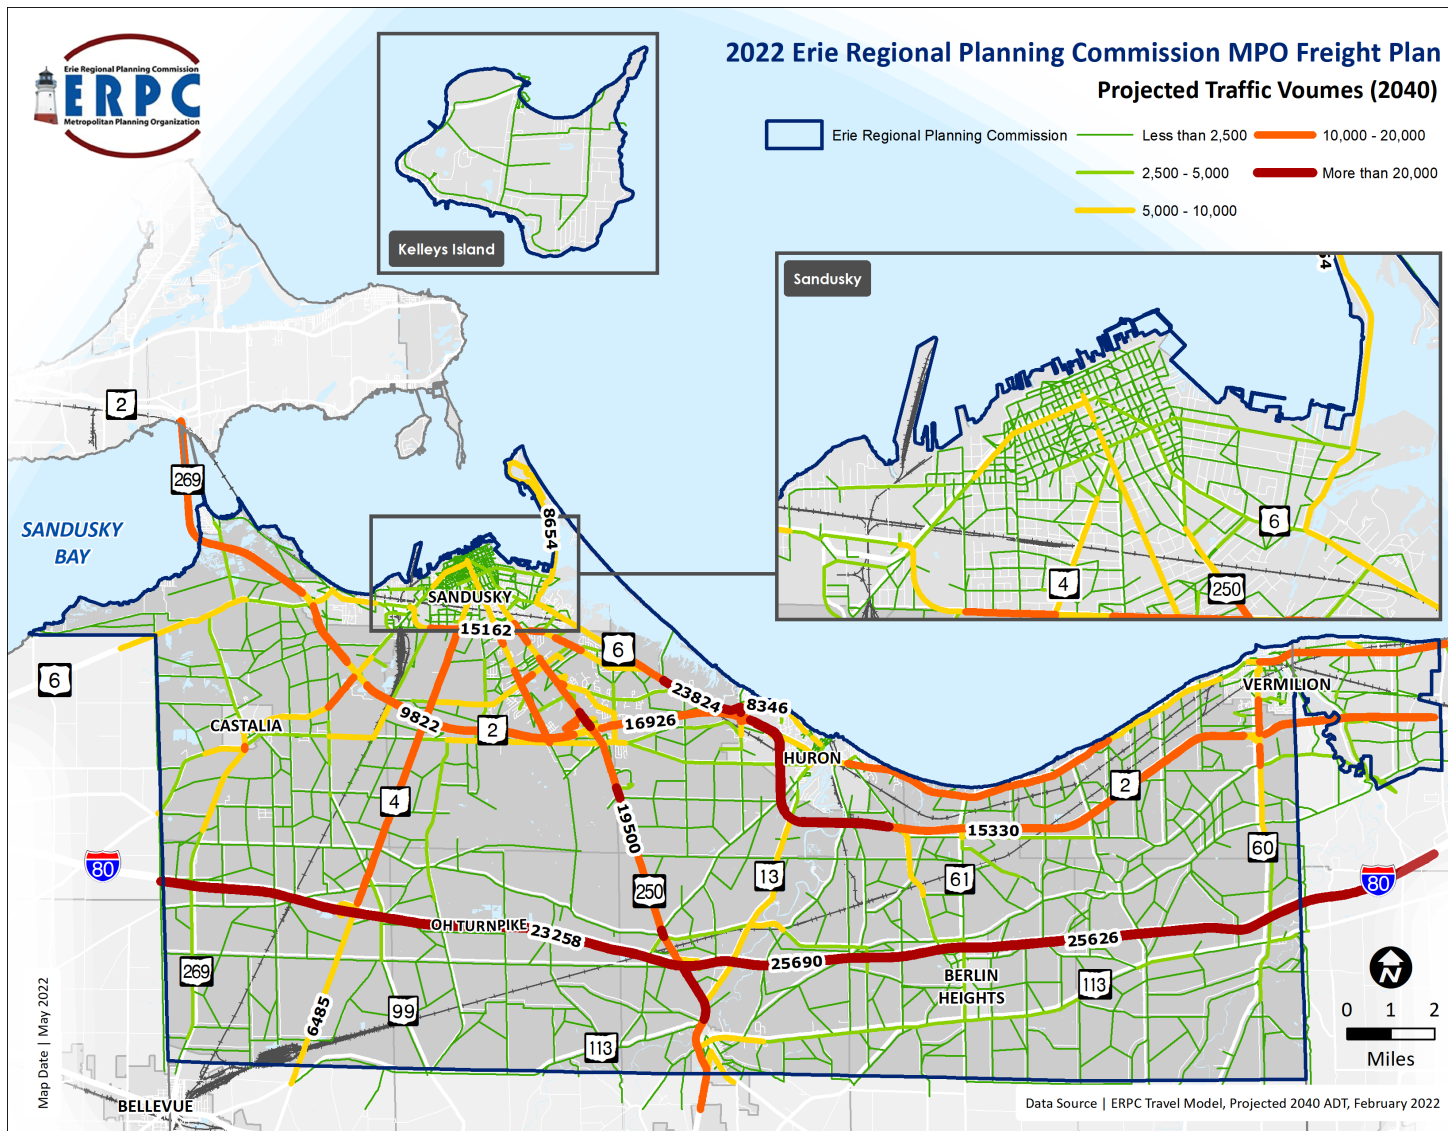 Erie Regional Planning Commission
ERPC
Metropolitan Planning Organization
2022 Erie Regional Planning Commission MPO Freight Plan
Projected Traffic Voumes (2040)
Erie Regional Planning Commission
Less than 2,500
10,000 - 20,000
2,500 - 5,000
More than 20,000
5,000 - 10,000
Kelleys Island
Sandusky
64
6
4
250
2
269
SANDUSKY
BAY
8654
SANDUSKY
15162
6
6
23824
8346
VERMILION
CASTALIA
9822
2
16926
HURON
2
4
19500
15330
60
80
250
13
61
80
OH TURNPIKE
23258
25626
25690
269
BERLIN
HEIGHTS
113
6485
99
113
N
0 1 2
Miles
BELLEVUE
Map Date | May 2022
Data Source | ERPC Travel Model, Projected 2040 ADT, February 2022